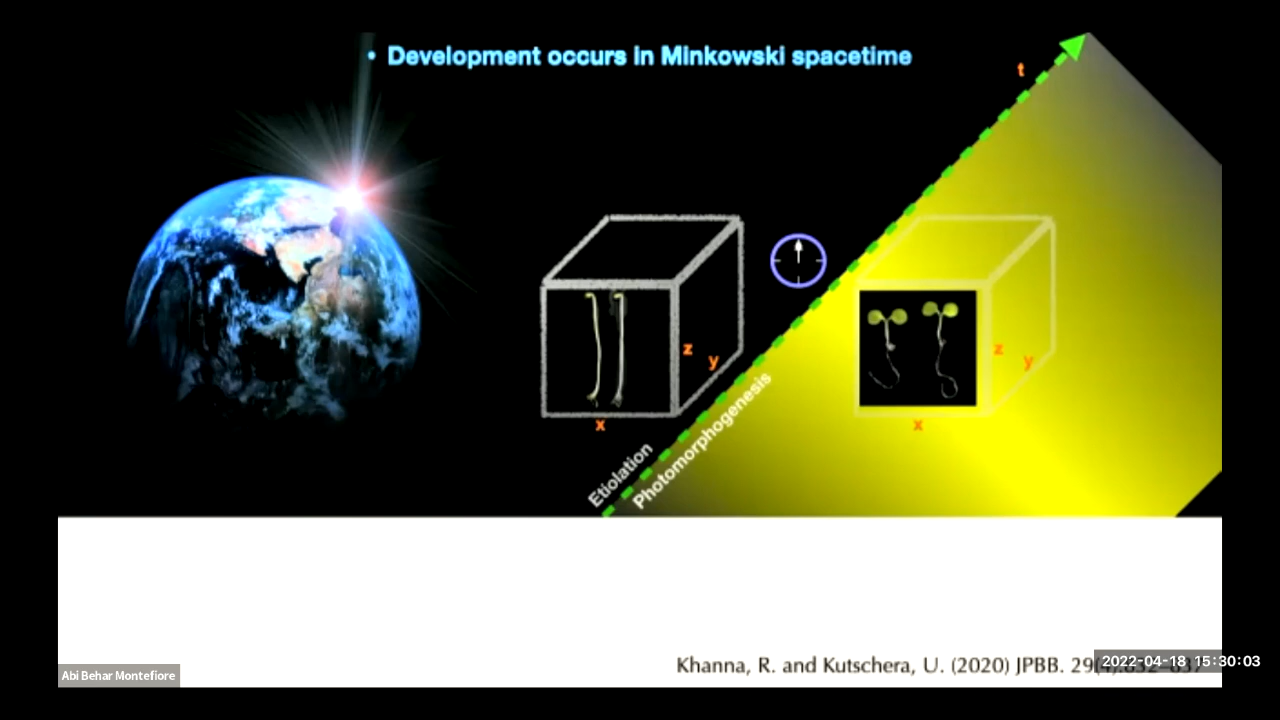 • Development occurs in Minkowski spacetime
t
z
y
x
z
y
x
Etiolation
Photomorphogenesis
Khanna, R. and Kutschera, U. (2020) JPBB. 29
2022-04-18 15:30:03
Abi Behar Montefiore